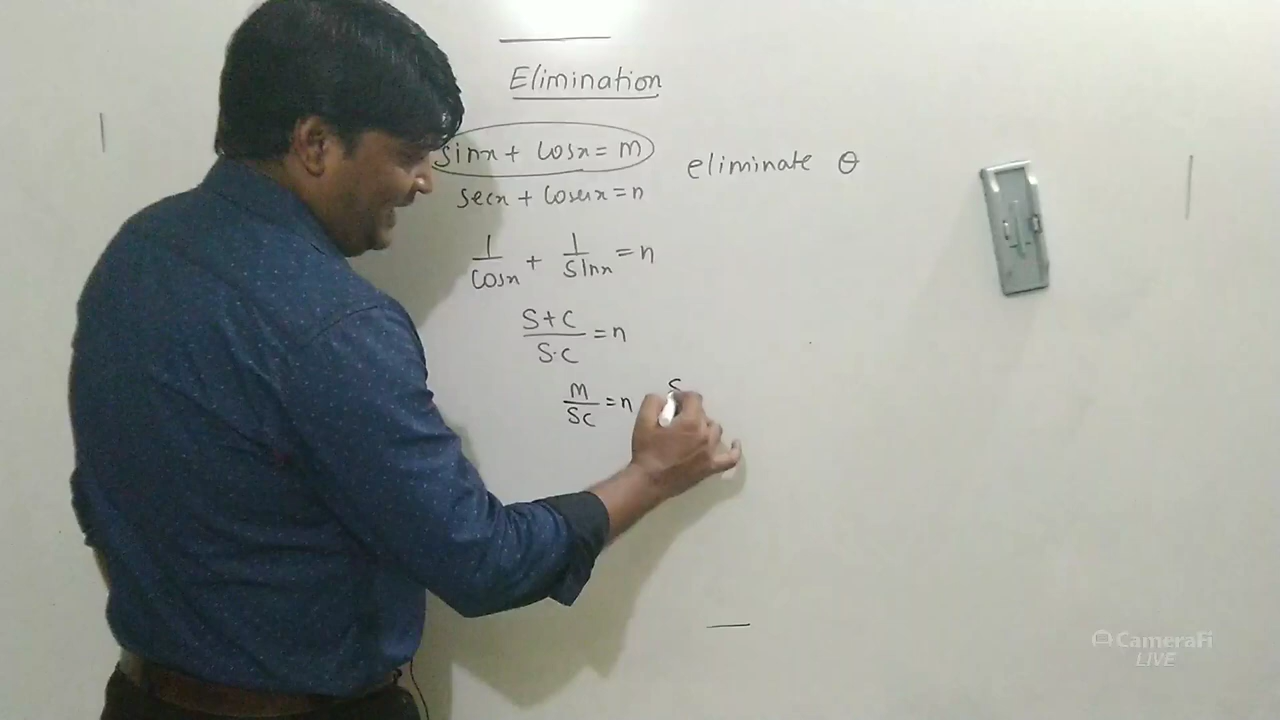 Elimination
sinx + cosx = m
eliminate θ
secx + cosecx = n
1/cosx + 1/sinx = n
S+C/S·C = n
m/SC = n S
CameraFi
LIVE